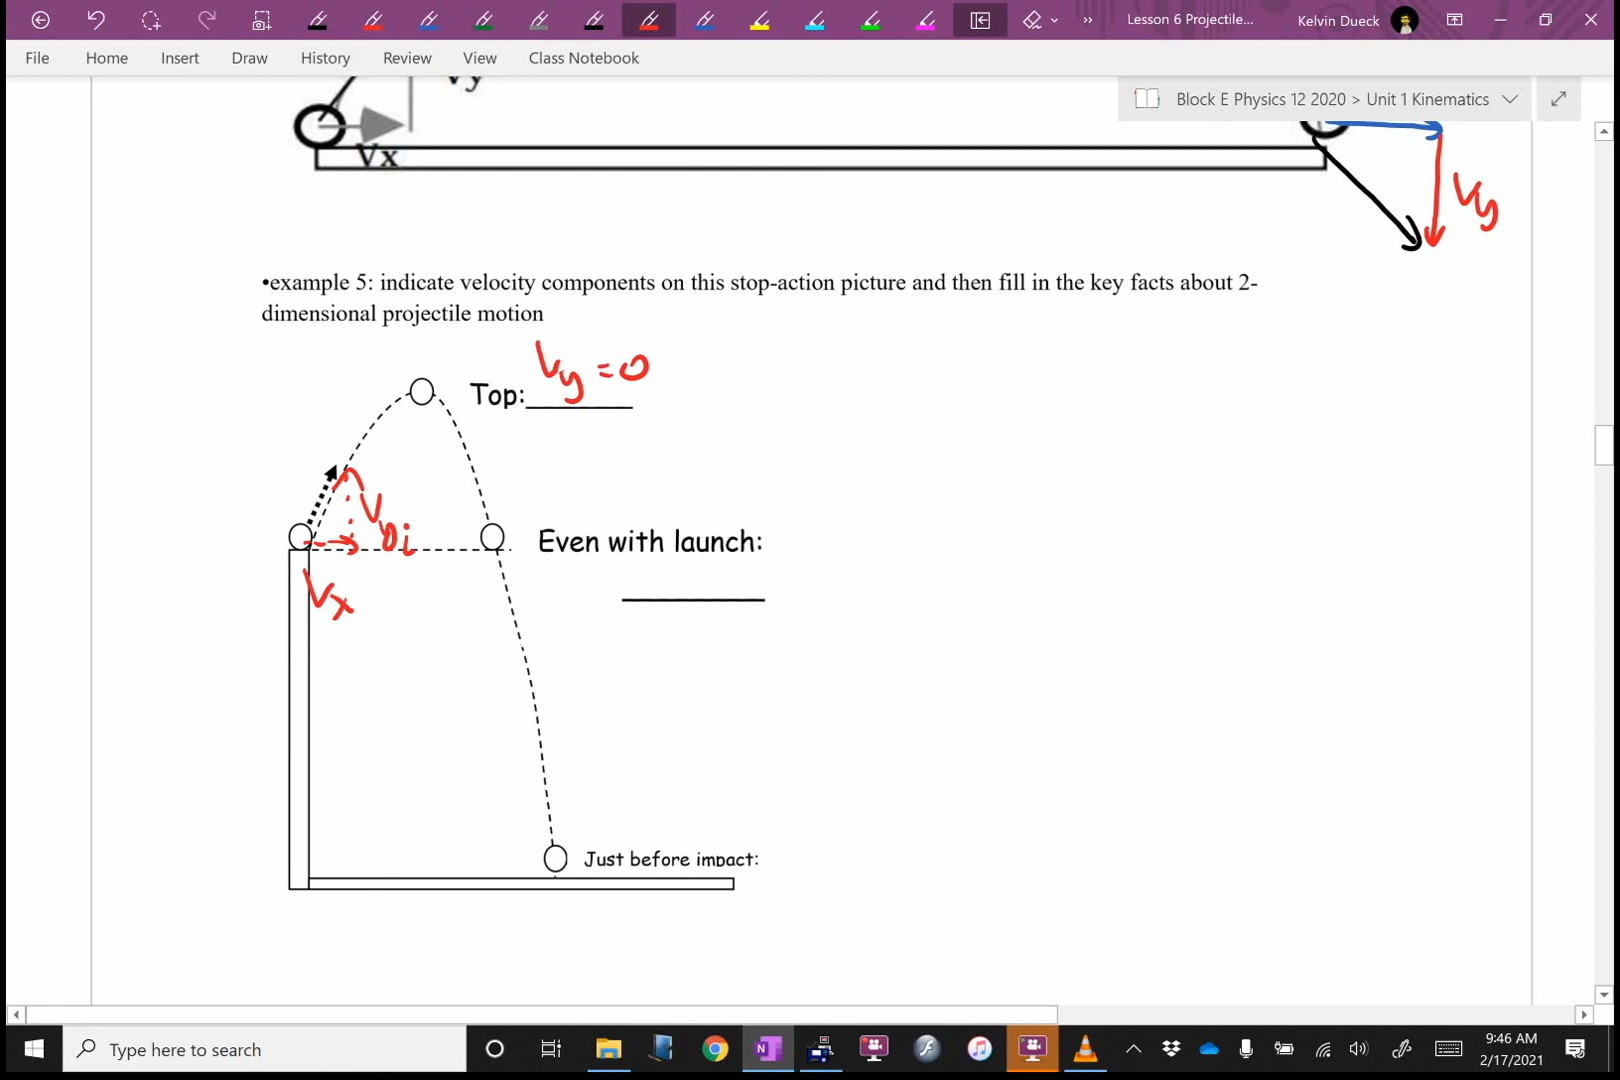 Lesson 6 Projectile...
Kelvin Dueck
File Home Insert Draw History Review View Class Notebook
Block E Physics 12 2020 > Unit 1 Kinematics
Vy
Vx
Vy
•example 5: indicate velocity components on this stop-action picture and then fill in the key facts about 2-
dimensional projectile motion
Top: Vy = 0
Vyi
Even with launch:
Vx
Just before impact:
Type here to search
9:46 AM
2/17/2021